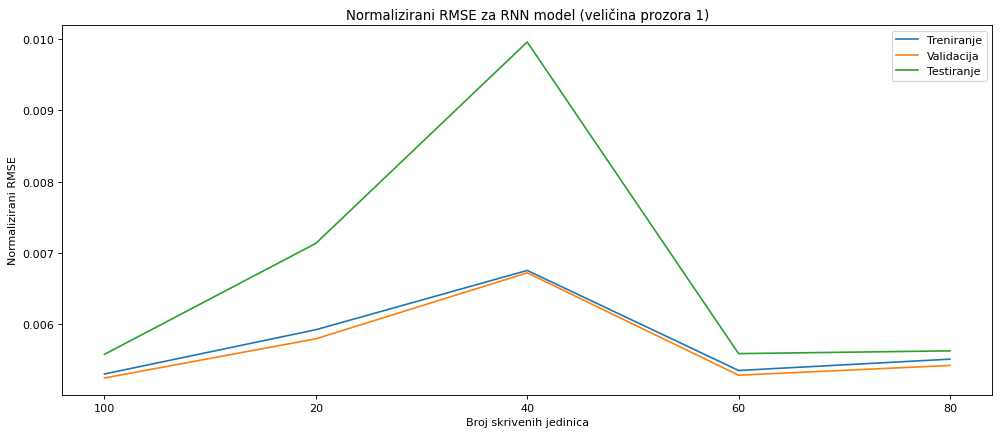 Normalizirani RMSE za RNN model (veličina prozora 1)
Treniranje
Validacija
Testiranje
Normalizirani RMSE
0.010
0.009
0.008
0.007
0.006
100
20
40
60
80
Broj skrivenih jedinica